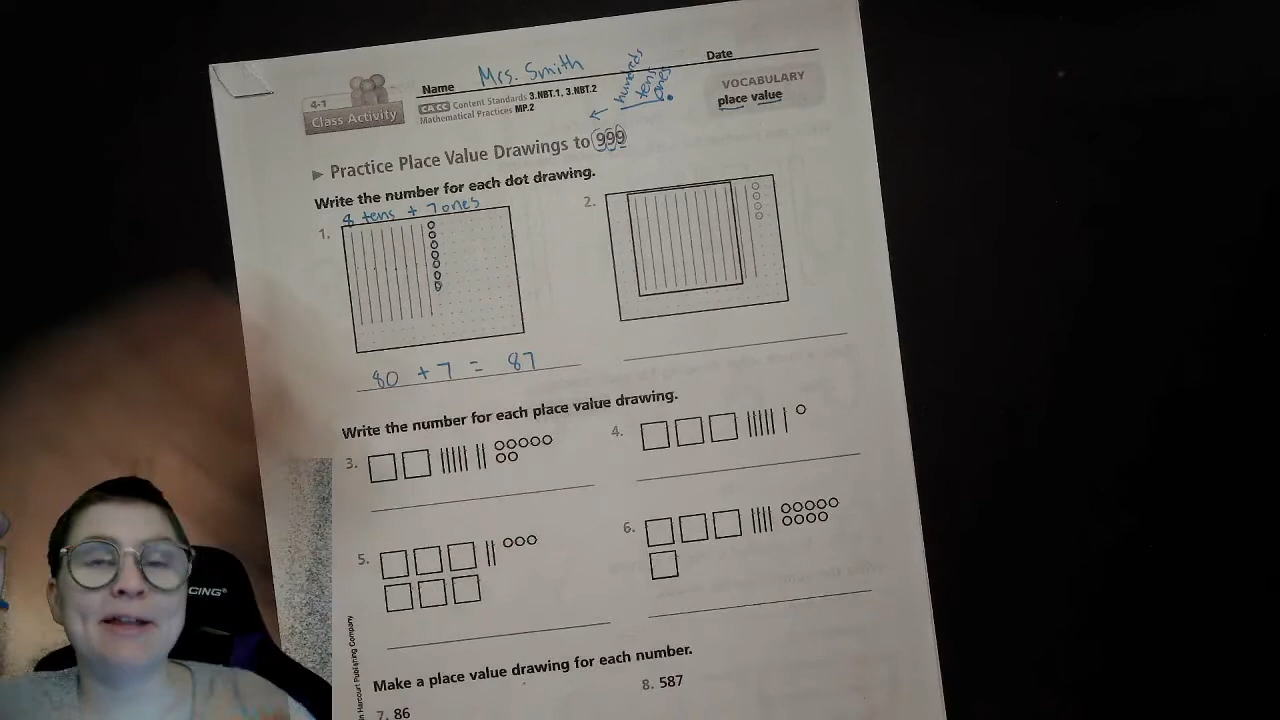 Name Mrs. Smith Date
4-1
Class Activity
CA CC Content Standards 3.NBT.1, 3.NBT.2
Mathematical Practices MP.2
hundreds
tens
ones
VOCABULARY
place value
► Practice Place Value Drawings to 999
Write the number for each dot drawing.
8 tens + 7 ones
1.
2.
80 + 7 = 87
Write the number for each place value drawing.
3.
4.
5.
6.
Make a place value drawing for each number.
7. 86
8. 587
n Harcourt Publishing Company
CING®